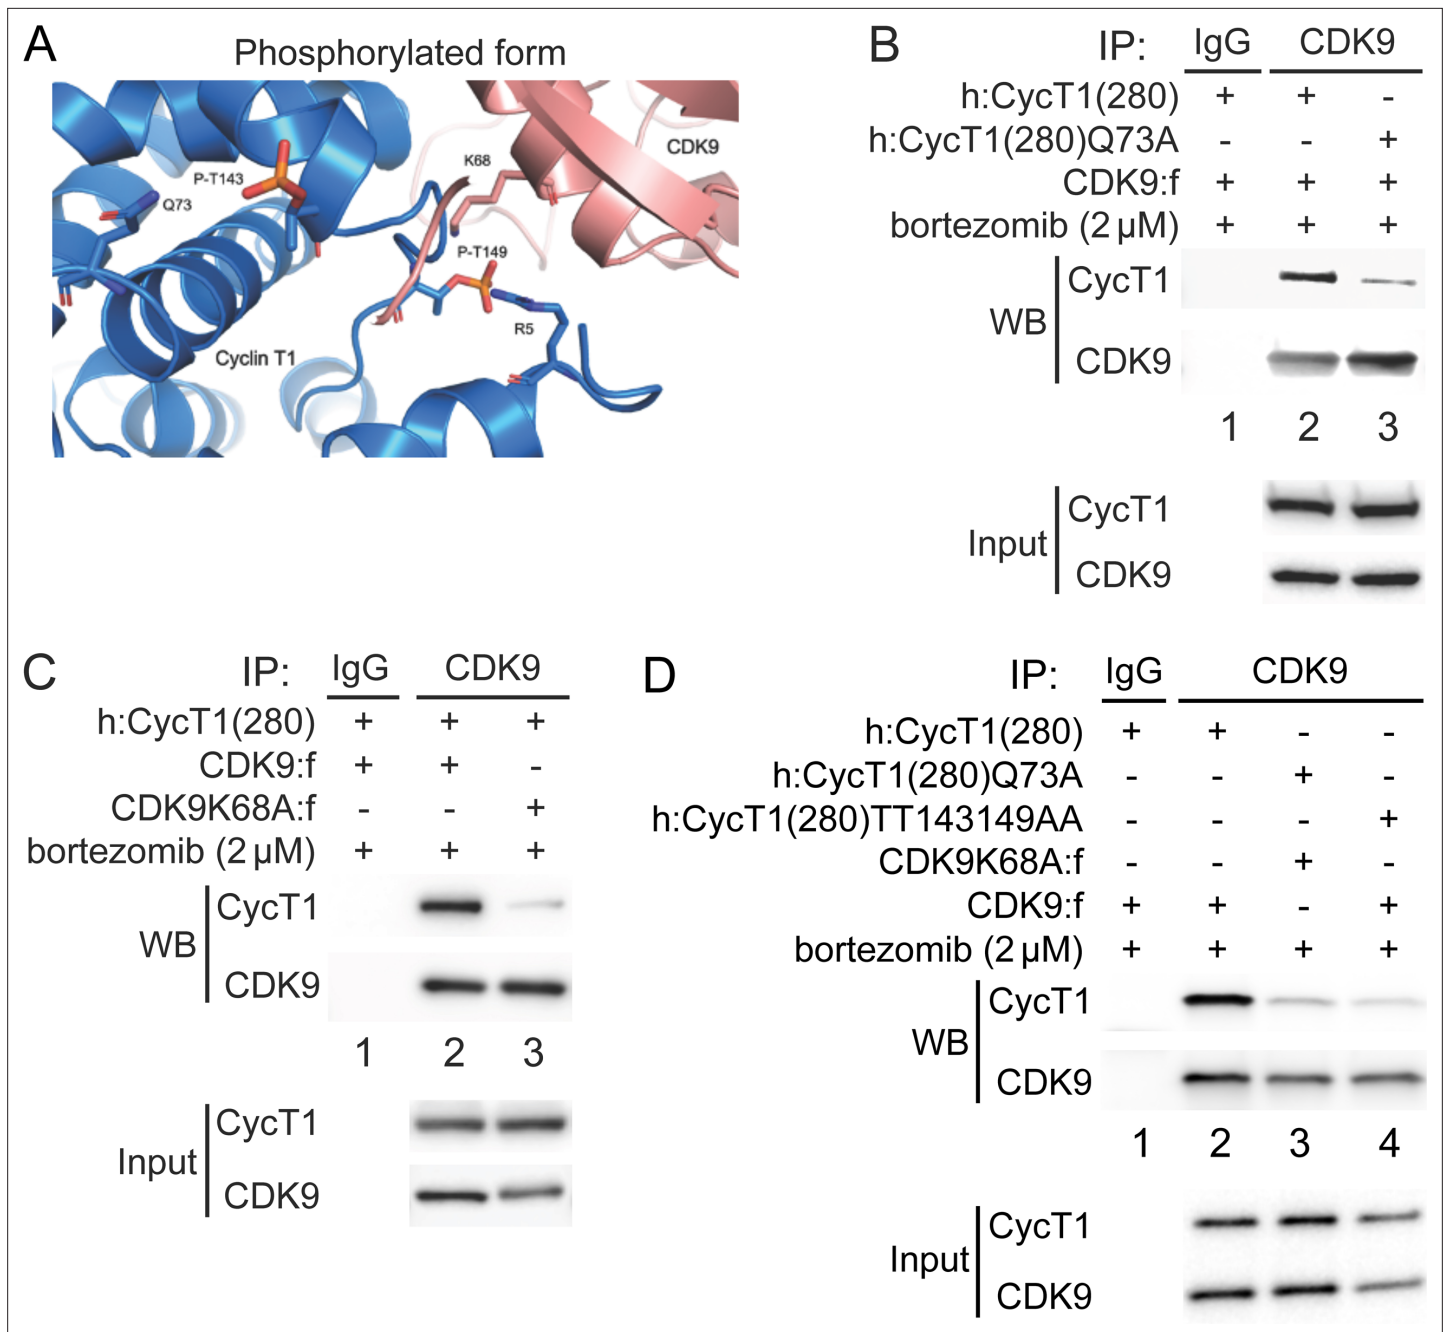 A
Phosphorylated form
K68
CDK9
P-T143
Q73
P-T149
R5
Cyclin T1
B
IP: IgG CDK9
h:CycT1(280) + + -
h:CycT1(280)Q73A - - +
CDK9:f + + +
bortezomib (2 µM) + + +
WB
CycT1
CDK9
1 2 3
Input
CycT1
CDK9
C
IP: IgG CDK9
h:CycT1(280) + + +
CDK9:f + + -
CDK9K68A:f - - +
bortezomib (2 µM) + + +
WB
CycT1
CDK9
1 2 3
Input
CycT1
CDK9
D
IP: IgG CDK9
h:CycT1(280) + + - -
h:CycT1(280)Q73A - - + -
h:CycT1(280)TT143149AA - - - +
CDK9K68A:f - - + -
CDK9:f + + - +
bortezomib (2 µM) + + + +
WB
CycT1
CDK9
1 2 3 4
Input
CycT1
CDK9